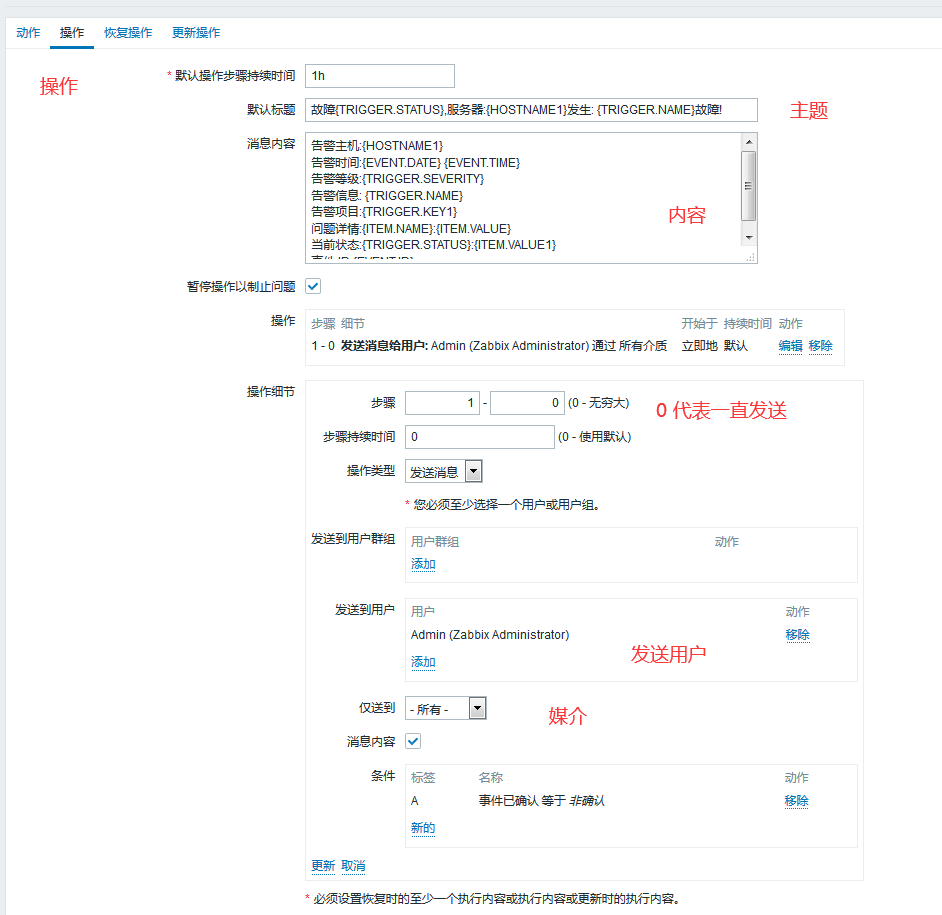 动作 操作 恢复操作 更新操作
操作
* 默认操作步骤持续时间 1h
默认标题 故障{TRIGGER.STATUS},服务器:{HOSTNAME1}发生: {TRIGGER.NAME}故障!
主题
消息内容 告警主机:{HOSTNAME1}
告警时间:{EVENT.DATE} {EVENT.TIME}
告警等级:{TRIGGER.SEVERITY}
告警信息: {TRIGGER.NAME}
告警项目:{TRIGGER.KEY1}
问题详情:{ITEM.NAME}:{ITEM.VALUE}
当前状态:{TRIGGER.STATUS}:{ITEM.VALUE1}
事件ID:{EVENT.ID}
内容
暂停操作以制止问题
操作 步骤 细节 开始于 持续时间 动作
1 - 0 发送消息给用户: Admin (Zabbix Administrator) 通过 所有介质 立即地 默认 编辑 移除
操作细节
步骤 1 - 0 (0 - 无穷大)
0 代表一直发送
步骤持续时间 0 (0 - 使用默认)
操作类型 发送消息
* 您必须至少选择一个用户或用户组。
发送到用户群组 用户群组 动作
添加
发送到用户 用户 动作
Admin (Zabbix Administrator) 移除
发送用户
添加
仅送到 - 所有 -
媒介
消息内容
条件 标签 名称 动作
A 事件已确认 等于 非确认 移除
新的
更新 取消
* 必须设置恢复时的至少一个执行内容或执行内容或更新时的执行内容。